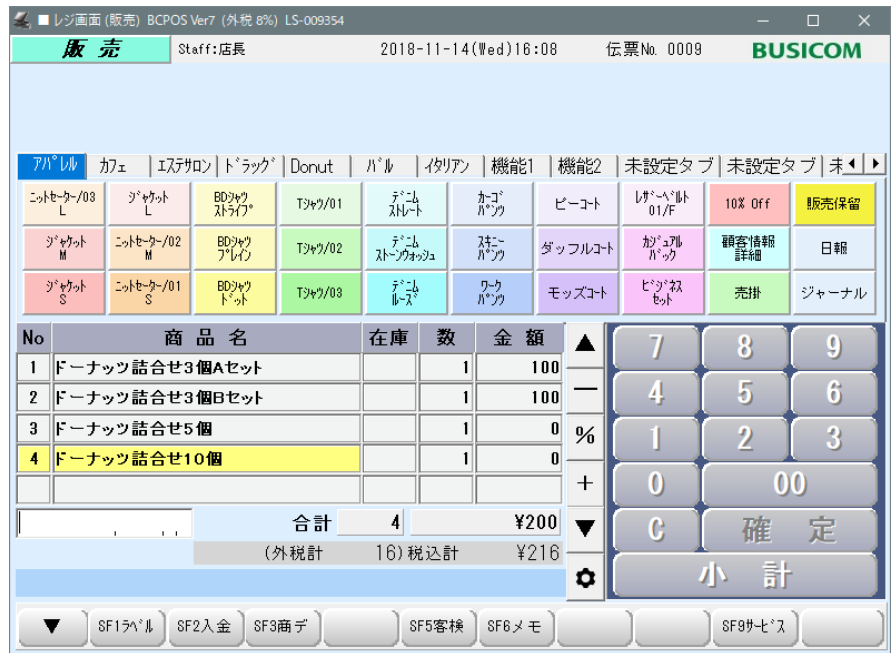 レジ画面 (販売) BCPOS Ver7 (外税 8%) LS-009354
販売 Staff:店長 2018-11-14(Wed)16:08 伝票No. 0009 BUSICOM
アパレル カフェ エステサロン ドラッグ Donut バル イタリアン 機能1 機能2 未設定タブ 未設定タブ 未
ニットセーター/03 L ジャケット L BDシャツ ストライプ Tシャツ/01 デニム ストレート カーゴ パンツ ピーコート レザーベルト 01/F 10% Off 販売保留
ジャケット M ニットセーター/02 M BDシャツ プレイン Tシャツ/02 デニム ストーンウォッシュ スキニー パンツ ダッフルコート カジュアル バック 顧客情報 詳細 日報
ジャケット S ニットセーター/01 S BDシャツ ドット Tシャツ/03 デニム ルーズ ワーク パンツ モッズコート ビジネス セット 売掛 ジャーナル
No 商品名 在庫 数 金額 ▲ 7 8 9
1 ドーナッツ詰合せ3個Aセット 1 100
2 ドーナッツ詰合せ3個Bセット 1 100 － 4 5 6
3 ドーナッツ詰合せ5個 1 0 % 1 2 3
4 ドーナッツ詰合せ10個 1 0
+ 0 00
合計 4 ¥200 ▼ C 確定
(外税計 16)税込計 ¥216
小計
▼ SF1ラベル SF2入金 SF3商デ SF5客検 SF6メモ SF9サービス